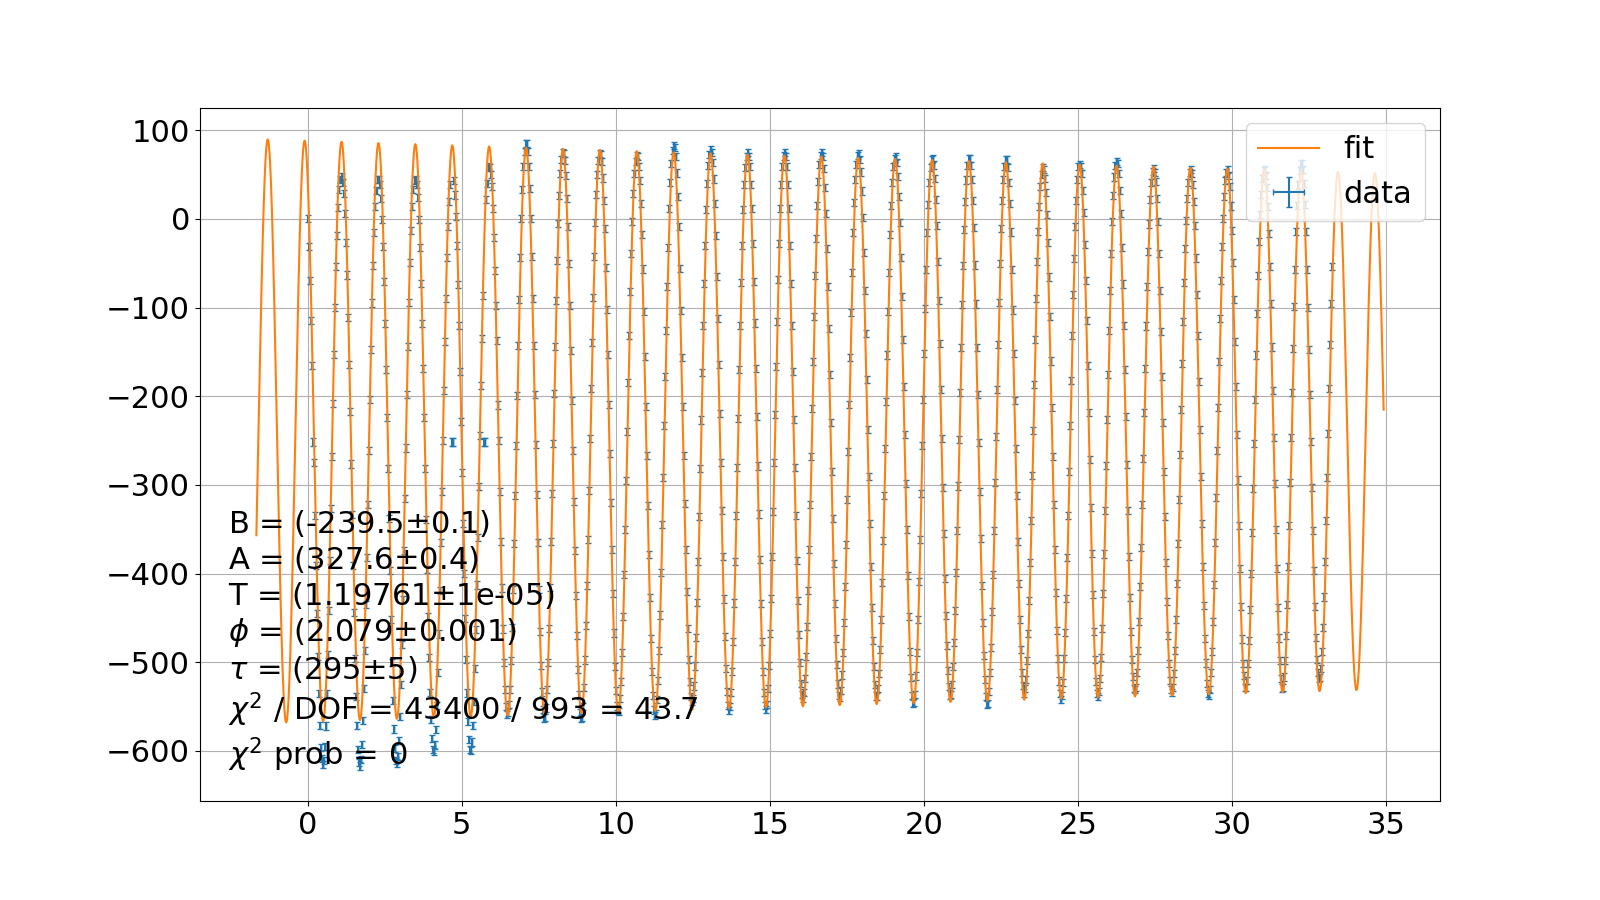 100
0
−100
−200
−300
−400
−500
−600
0 5 10 15 20 25 30 35
fit
data
B = (-239.5±0.1)
A = (327.6±0.4)
T = (1.19761±1e-05)
ϕ = (2.079±0.001)
τ = (295±5)
χ² / DOF = 43400 / 993 = 43.7
χ² prob = 0